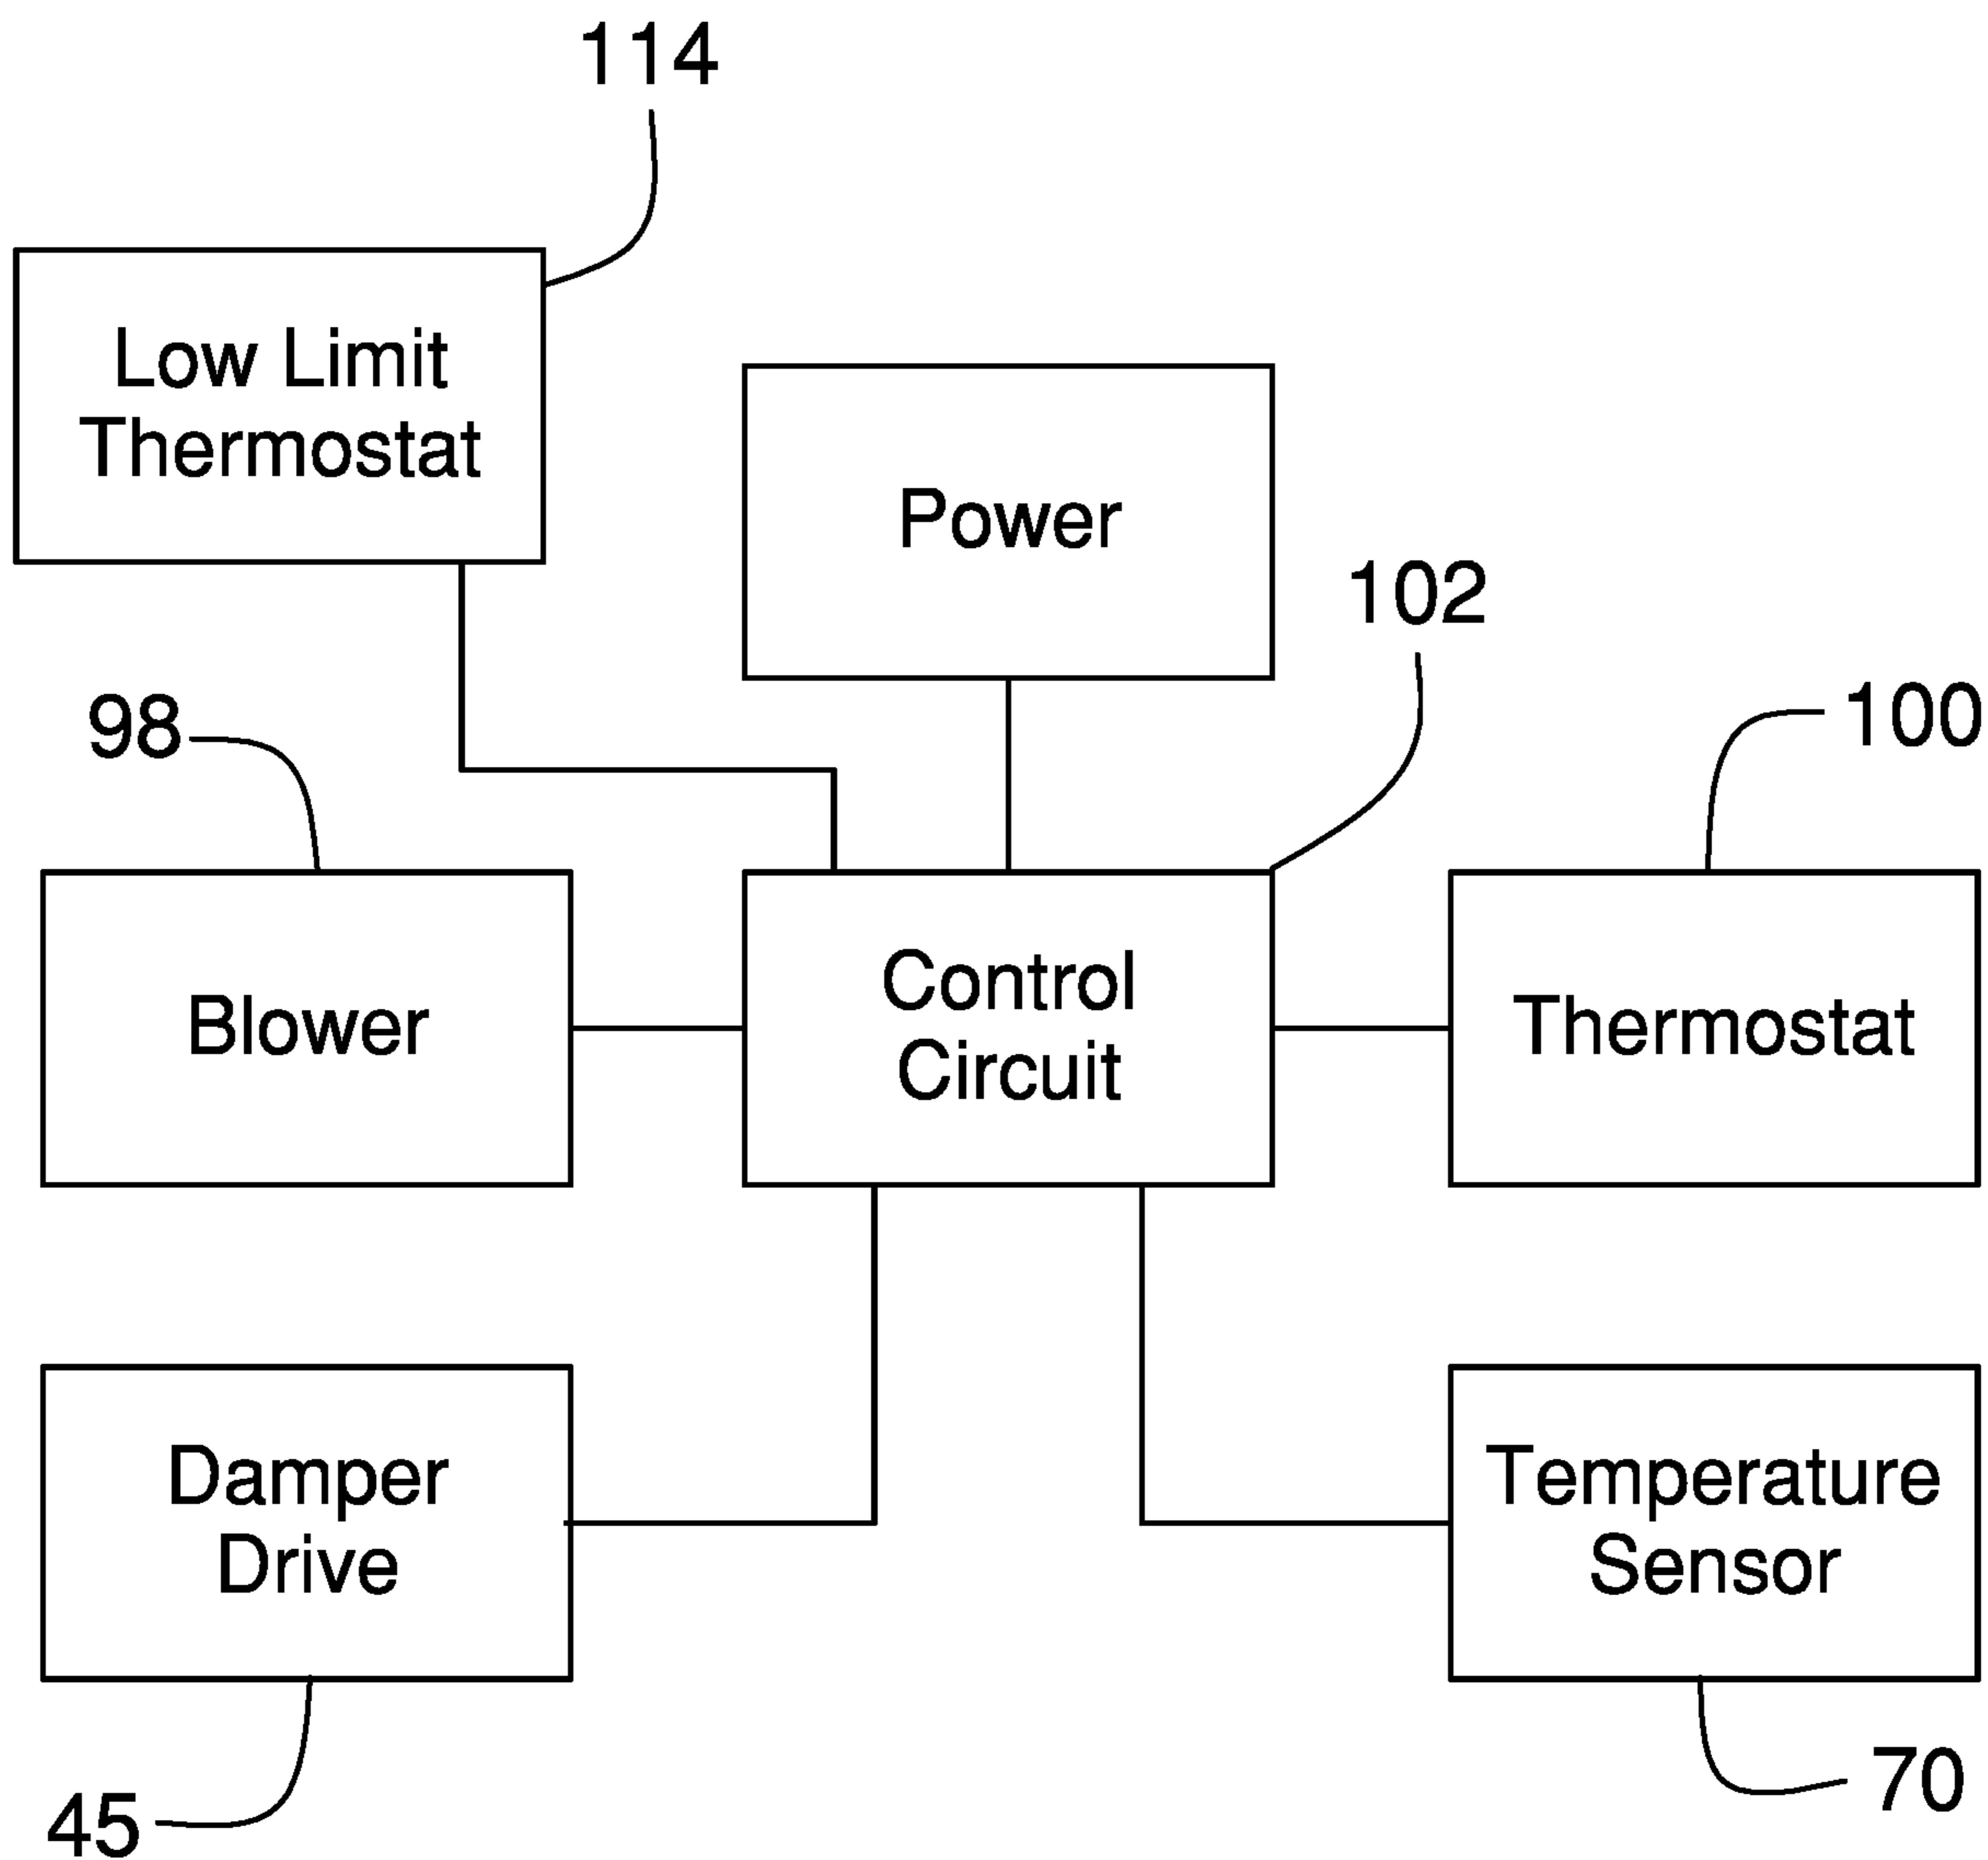 114
Low Limit
Thermostat
Power
102
98
100
Blower
Control
Circuit
Thermostat
Damper
Drive
Temperature
Sensor
45
70